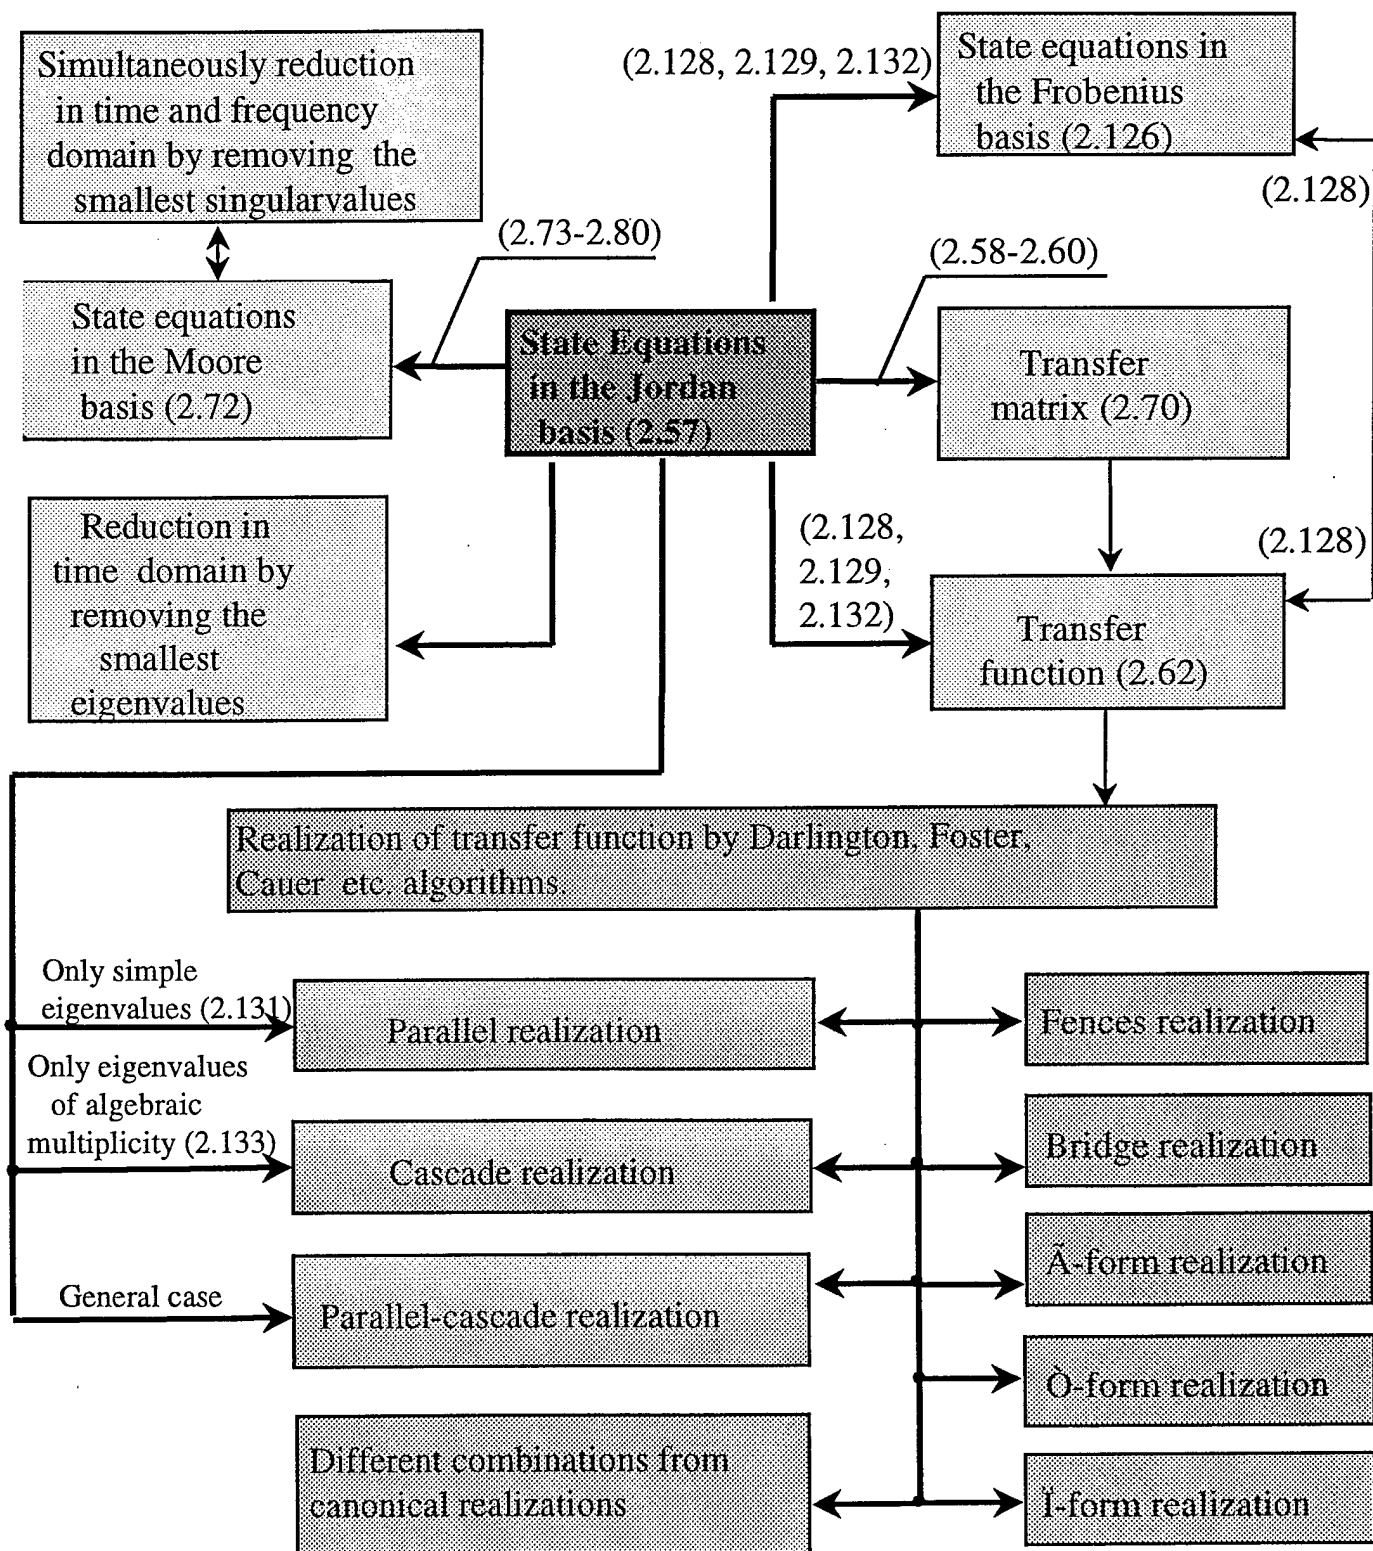 Simultaneously reduction
in time and frequency
domain by removing the
smallest singularvalues
(2.128, 2.129, 2.132)
State equations in
the Frobenius
basis (2.126)
(2.128)
(2.73-2.80)
(2.58-2.60)
State equations
in the Moore
basis (2.72)
State Equations
in the Jordan
basis (2.57)
Transfer
matrix (2.70)
Reduction in
time domain by
removing the
smallest
eigenvalues
(2.128,
2.129,
2.132)
(2.128)
Transfer
function (2.62)
Realization of transfer function by Darlington, Foster,
Cauer etc. algorithms.
Only simple
eigenvalues (2.131)
Parallel realization
Fences realization
Only eigenvalues
of algebraic
multiplicity (2.133)
Cascade realization
Bridge realization
General case
Parallel-cascade realization
Ã-form realization
Ò-form realization
Different combinations from
canonical realizations
Ï-form realization